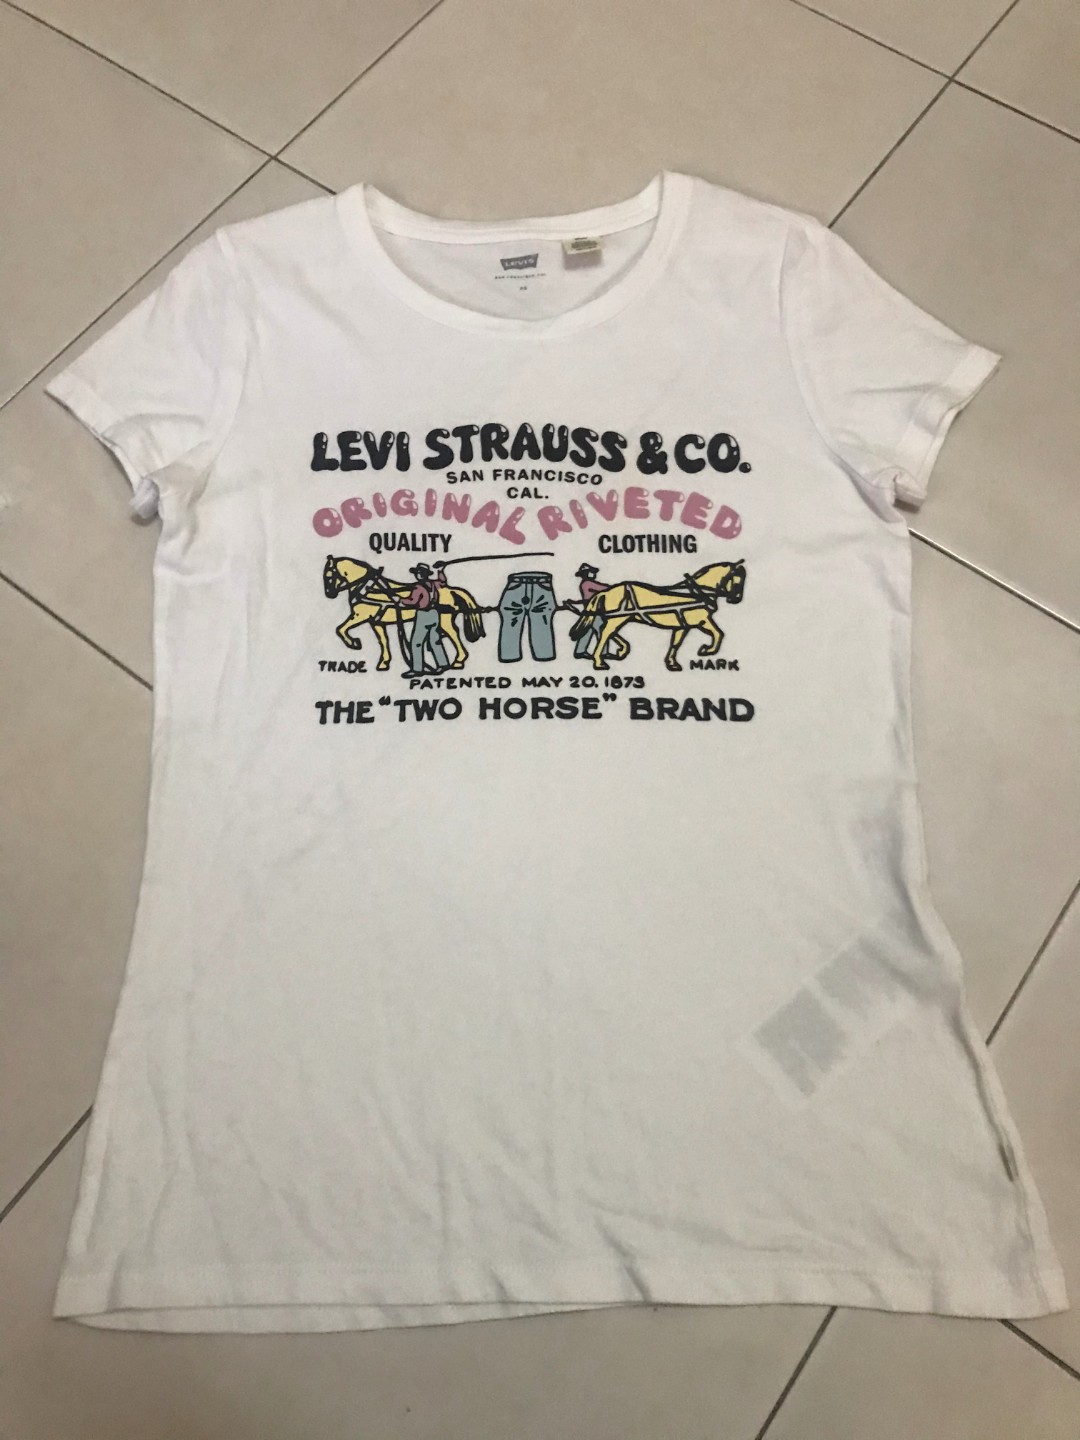 Levi's
LEVI STRAUSS & CO.
SAN FRANCISCO
CAL.
ORIGINAL RIVETED
QUALITY CLOTHING
TRADE MARK
PATENTED MAY 20. 1873
THE "TWO HORSE" BRAND